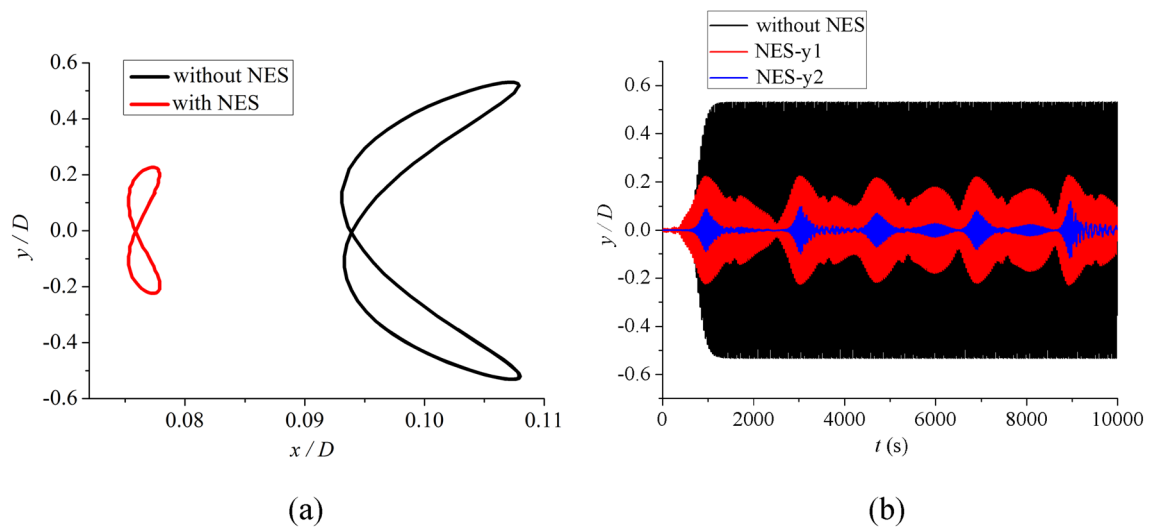 without NES
with NES
0.6
0.4
0.2
0.0
-0.2
-0.4
-0.6
y / D
0.08 0.09 0.10 0.11
x / D
(a)
without NES
NES-y1
NES-y2
0.6
0.4
0.2
0.0
-0.2
-0.4
-0.6
y / D
0 2000 4000 6000 8000 10000
t (s)
(b)